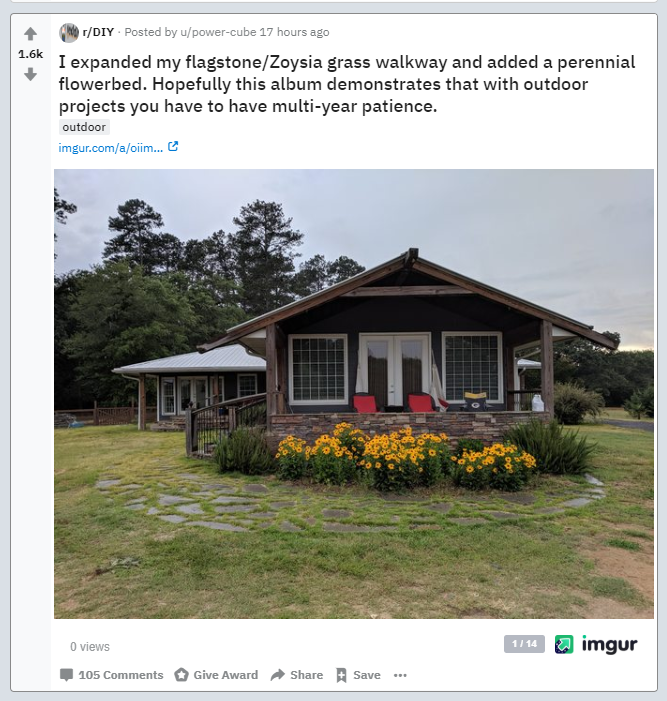 r/DIY · Posted by u/power-cube 17 hours ago
1.6k
I expanded my flagstone/Zoysia grass walkway and added a perennial
flowerbed. Hopefully this album demonstrates that with outdoor
projects you have to have multi-year patience.
outdoor
imgur.com/a/oiim...
0 views
1 / 14
imgur
105 Comments
Give Award
Share
Save